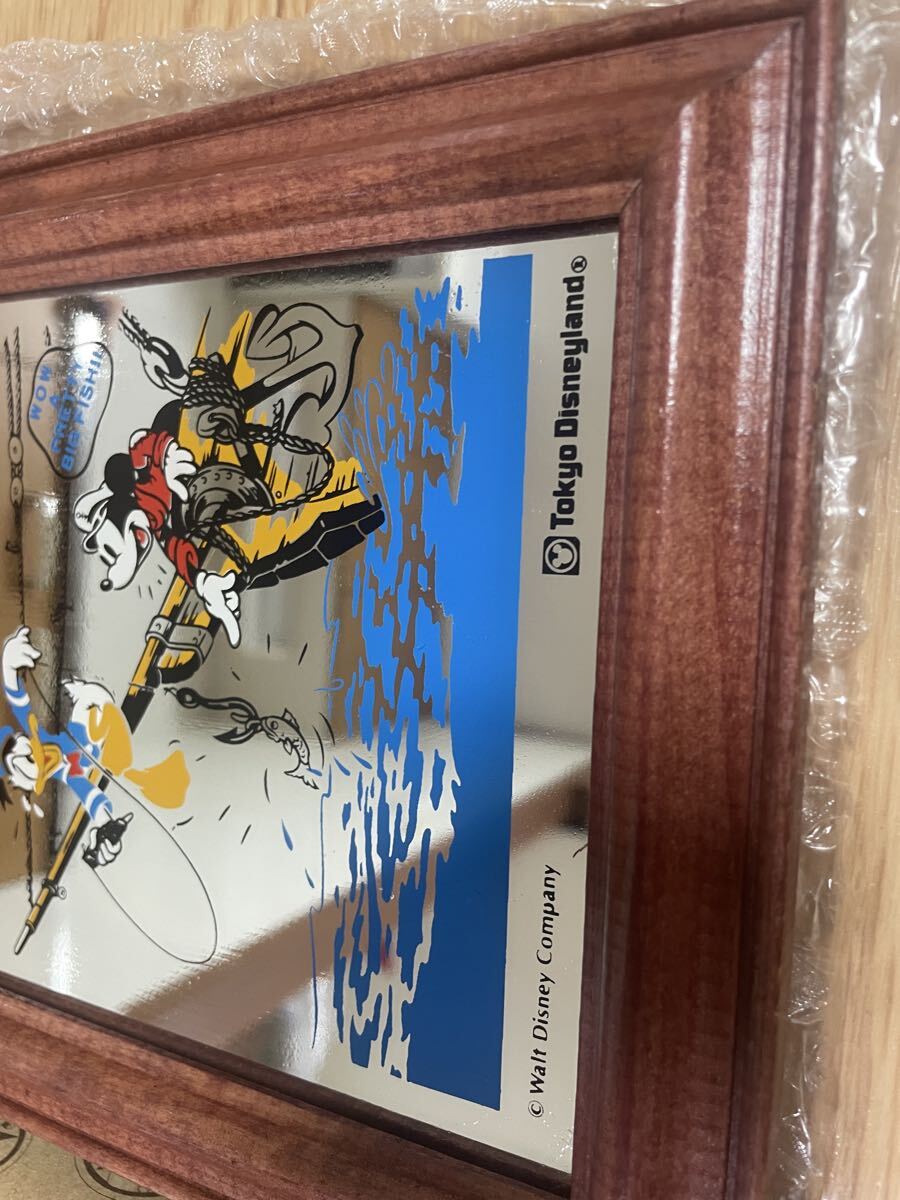 WOW
A
PRETTY
BIG FISH!!
Tokyo Disneyland®
© Walt Disney Company